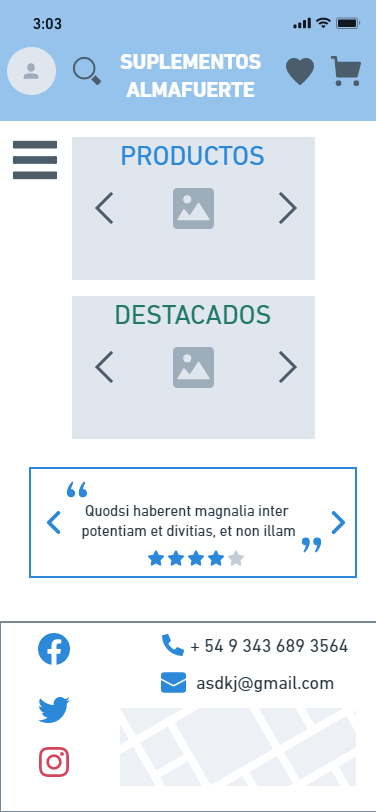 3:03
SUPLEMENTOS
ALMAFUERTE
PRODUCTOS
DESTACADOS
“
Quodsi haberent magnalia inter
potentiam et divitias, et non illam
”
+ 54 9 343 689 3564
asdkj@gmail.com